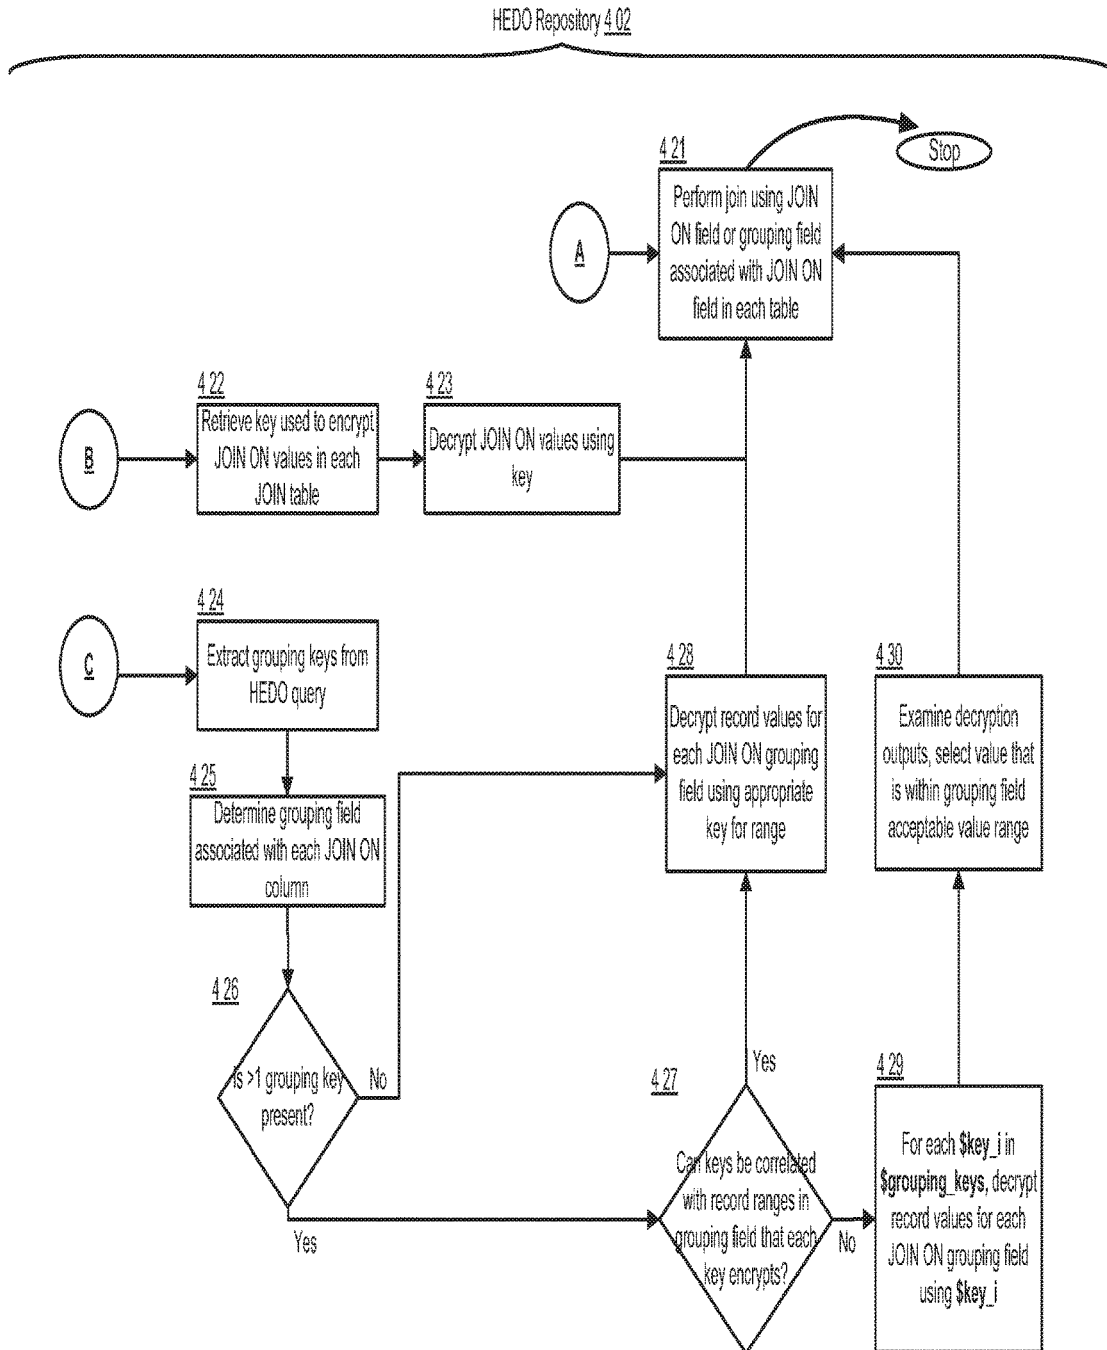 HEDO Repository 4 02
4 21
Stop
Perform join using JOIN
ON field or grouping field
associated with JOIN ON
field in each table
A
4 22
Retrieve key used to encrypt
JOIN ON values in each
JOIN table
4 23
Decrypt JOIN ON values using
key
B
4 24
Extract grouping keys from
HEDO query
C
4 28
Decrypt record values for
each JOIN ON grouping
field using appropriate
key for range
4 30
Examine decryption
outputs, select value that
is within grouping field
acceptable value range
4 25
Determine grouping field
associated with each JOIN ON
column
4 26
Is >1 grouping key
present?
No
Yes
4 27
Can keys be correlated
with record ranges in
grouping field that each
key encrypts?
Yes
No
4 29
For each $key_i in
$grouping_keys, decrypt
record values for each
JOIN ON grouping field
using $key_i